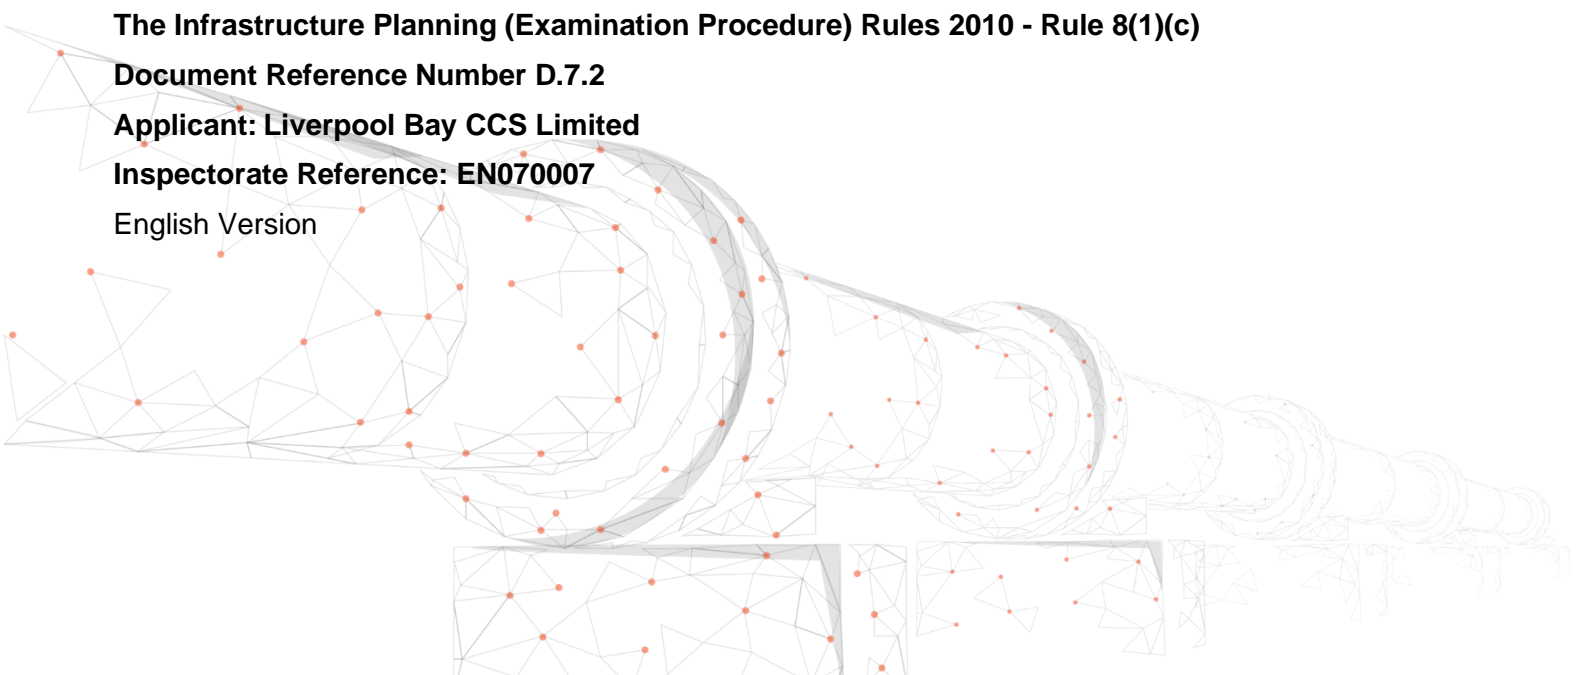 The Infrastructure Planning (Examination Procedure) Rules 2010 - Rule 8(1)(c)
Document Reference Number D.7.2
Applicant: Liverpool Bay CCS Limited
Inspectorate Reference: EN070007
English Version